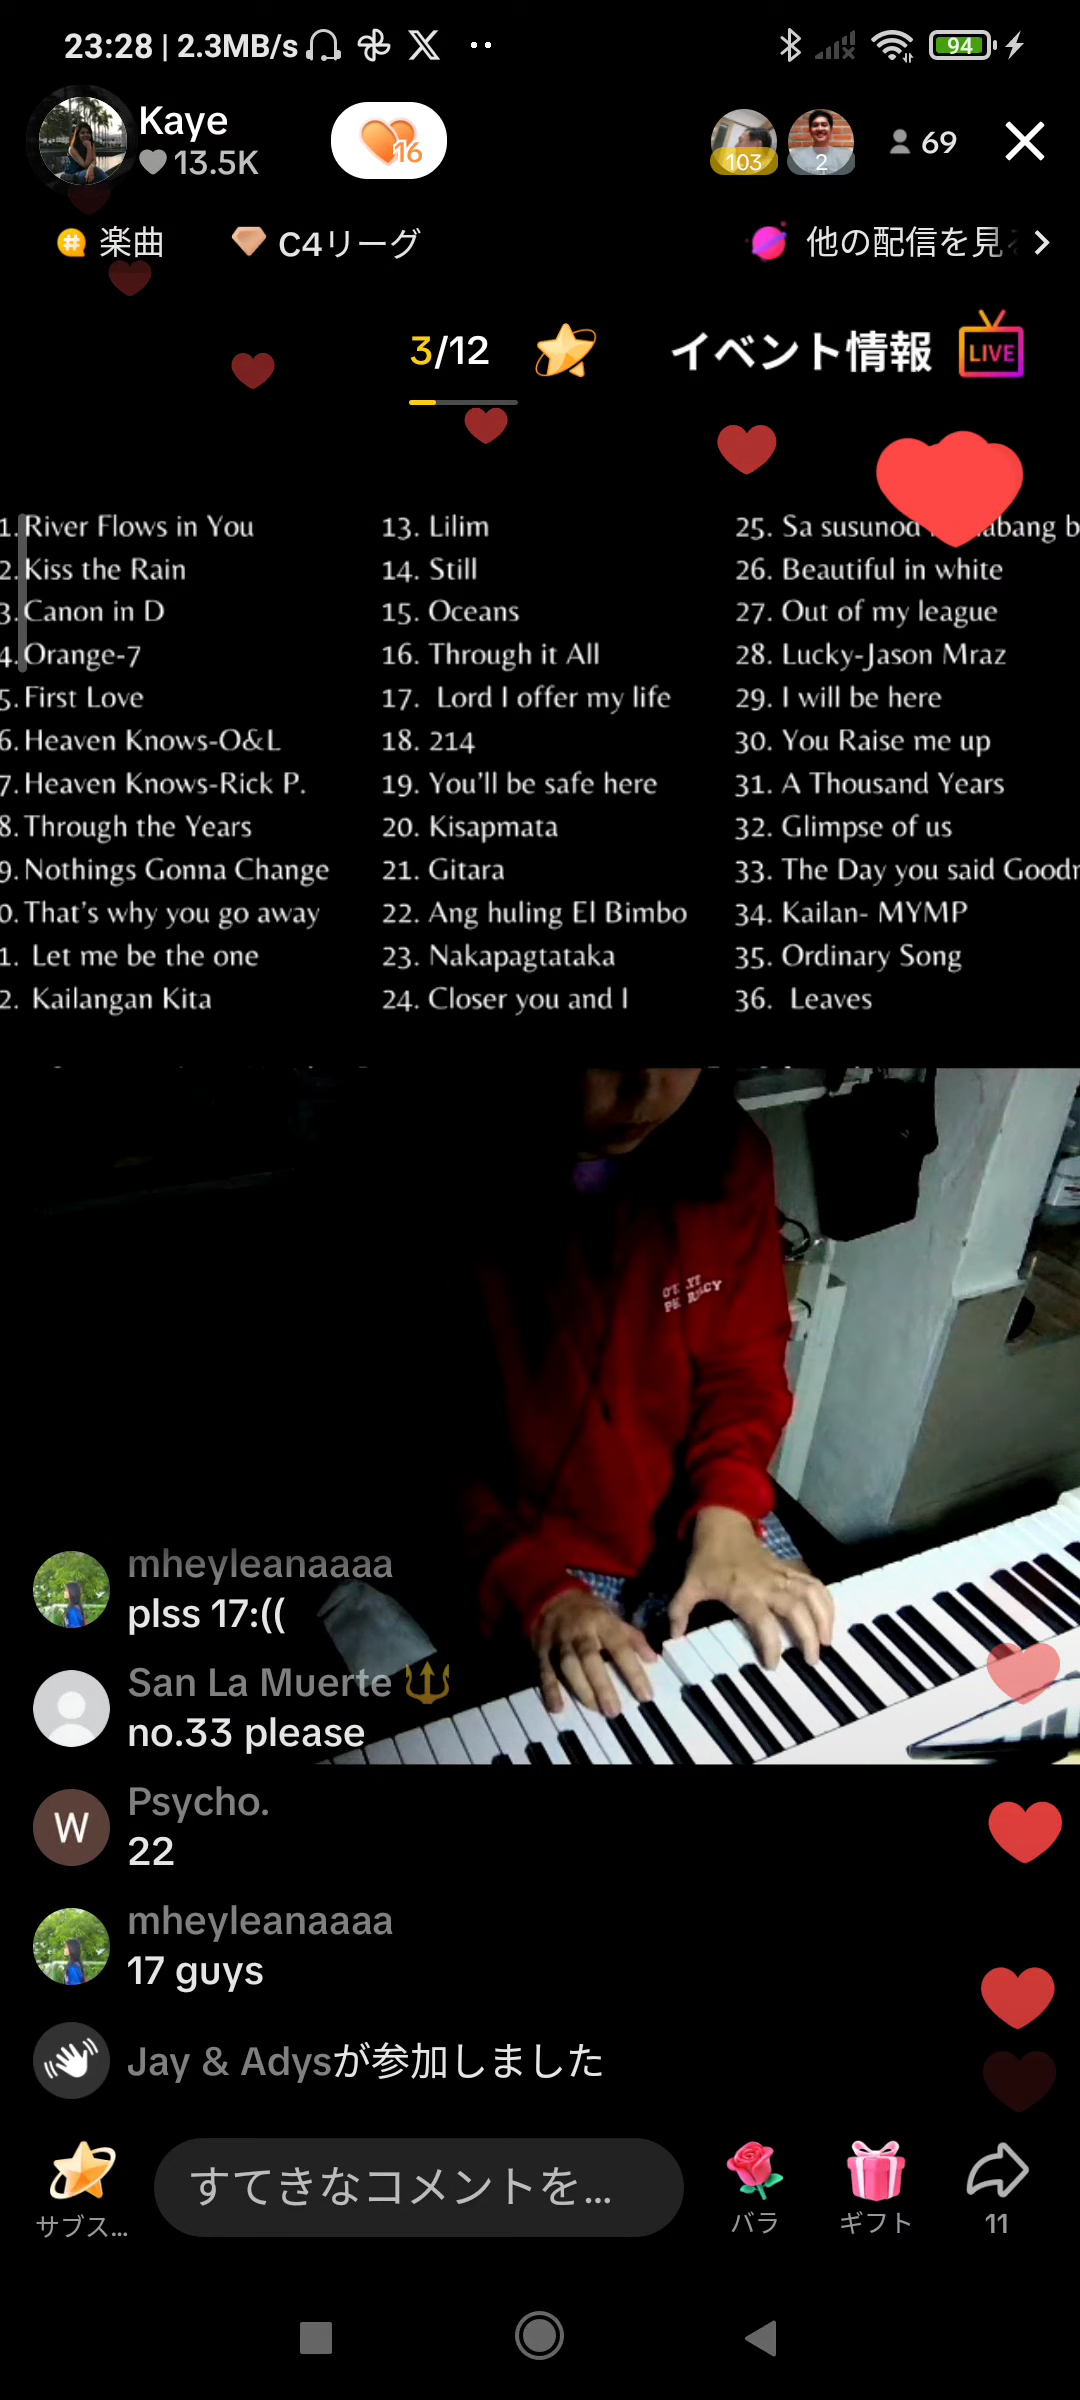 23:28 | 2.3MB/s
94
Kaye
13.5K
16
103
2
69
楽曲
C4リーグ
他の配信を見
3/12
イベント情報
LIVE
1. River Flows in You
2. Kiss the Rain
3. Canon in D
4. Orange-7
5. First Love
6. Heaven Knows-O&L
7. Heaven Knows-Rick P.
8. Through the Years
9. Nothings Gonna Change
0. That's why you go away
1. Let me be the one
2. Kailangan Kita
13. Lilim
14. Still
15. Oceans
16. Through it All
17. Lord I offer my life
18. 214
19. You'll be safe here
20. Kisapmata
21. Gitara
22. Ang huling El Bimbo
23. Nakapagtataka
24. Closer you and I
25. Sa susunod
26. Beautiful in white
27. Out of my league
28. Lucky-Jason Mraz
29. I will be here
30. You Raise me up
31. A Thousand Years
32. Glimpse of us
33. The Day you said
34. Kailan- MYMP
35. Ordinary Song
36. Leaves
mheyleanaaaa
plss 17:((
San La Muerte
no.33 please
W
Psycho.
22
mheyleanaaaa
17 guys
Jay & Adysが参加しました
サブス...
すてきなコメントを...
バラ
ギフト
11